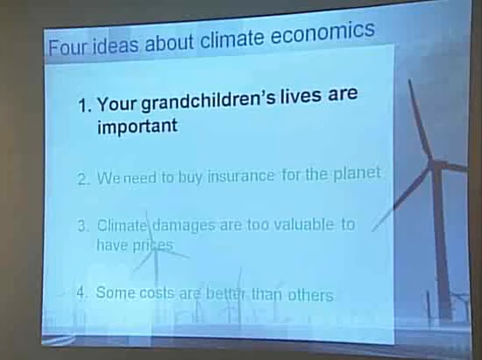 Four ideas about climate economics
1. Your grandchildren's lives are
important
2. We need to buy insurance for the planet
3. Climate damages are too valuable to
have prices
4. Some costs are better than others